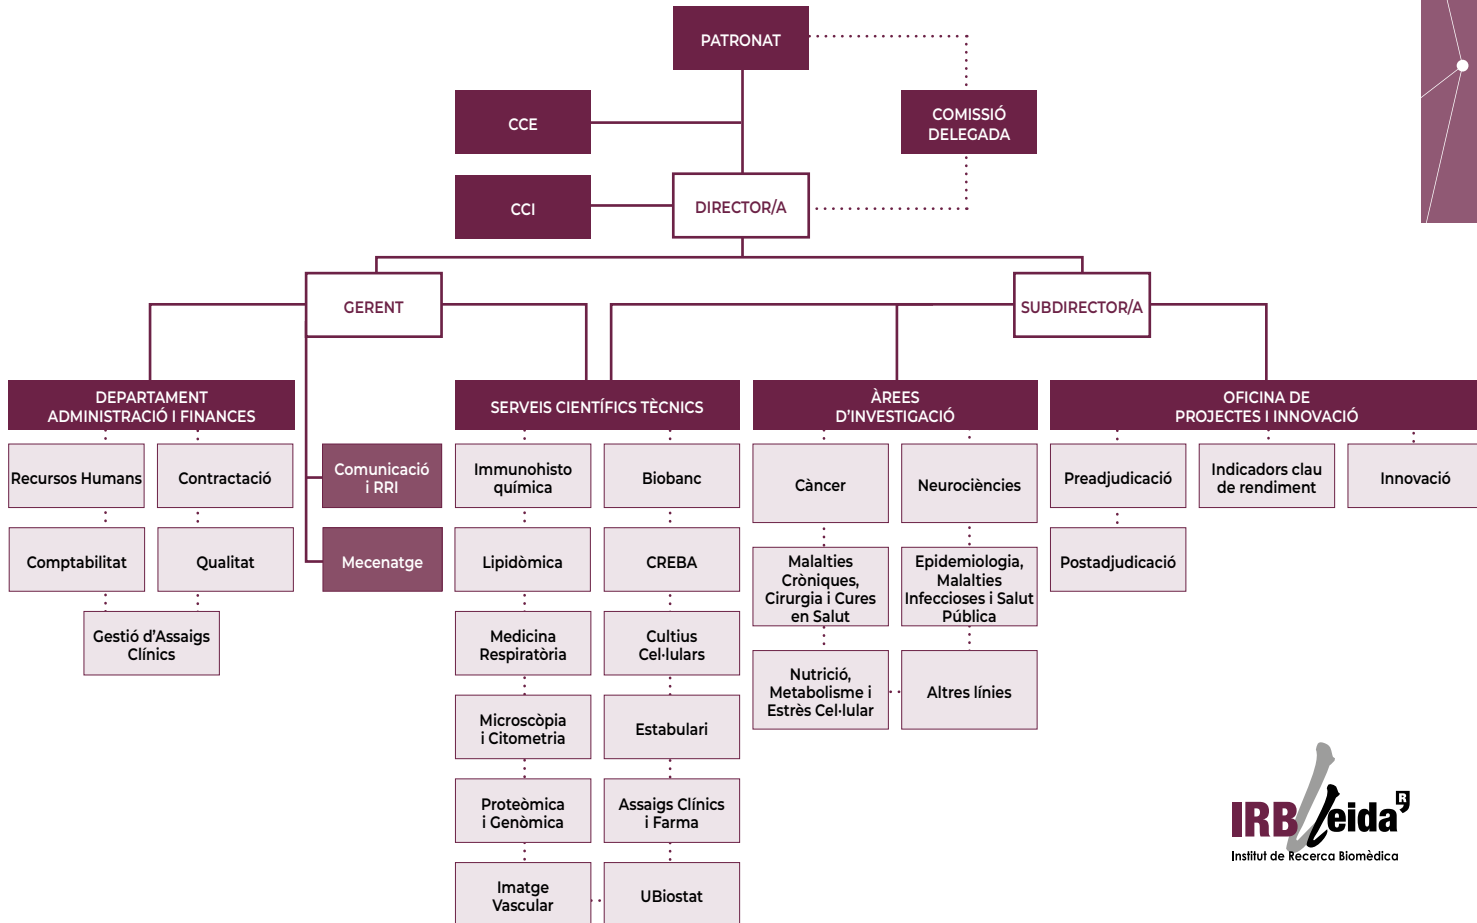 PATRONAT
CCE
COMISSIÓ
DELEGADA
CCI
DIRECTOR/A
GERENT
SUBDIRECTOR/A
DEPARTAMENT
ADMINISTRACIÓ I FINANCES
SERVEIS CIENTÍFICS TÈCNICS
ÀREES
D'INVESTIGACIÓ
OFICINA DE
PROJECTES I INNOVACIÓ
Recursos Humans
Contractació
Comptabilitat
Qualitat
Gestió d'Assaigs
Clínics
Comunicació
i RRI
Mecenatge
Immunohisto
química
Biobanc
Lipidòmica
CREBA
Medicina
Respiratòria
Cultius
Cel·lulars
Microscòpia
i Citometria
Estabulari
Proteòmica
i Genòmica
Assaigs Clínics
i Farma
Imatge
Vascular
UBiostat
Càncer
Neurociències
Malalties
Cròniques,
Cirurgia i Cures
en Salut
Epidemiologia,
Malalties
Infeccioses i Salut
Pública
Nutrició,
Metabolisme i
Estrès Cel·lular
Altres línies
Preadjudicació
Indicadors clau
de rendiment
Innovació
Postadjudicació
IRBLleida R
Institut de Recerca Biomèdica